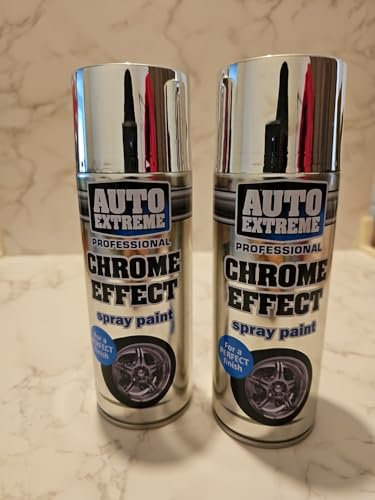 AUTO
EXTREME
PROFESSIONAL
CHROME
EFFECT
spray paint
For a
PERFECT
finish
AUTO
EXTREME
PROFESSIONAL
CHROME
EFFECT
spray paint
For a
PERFECT
finish